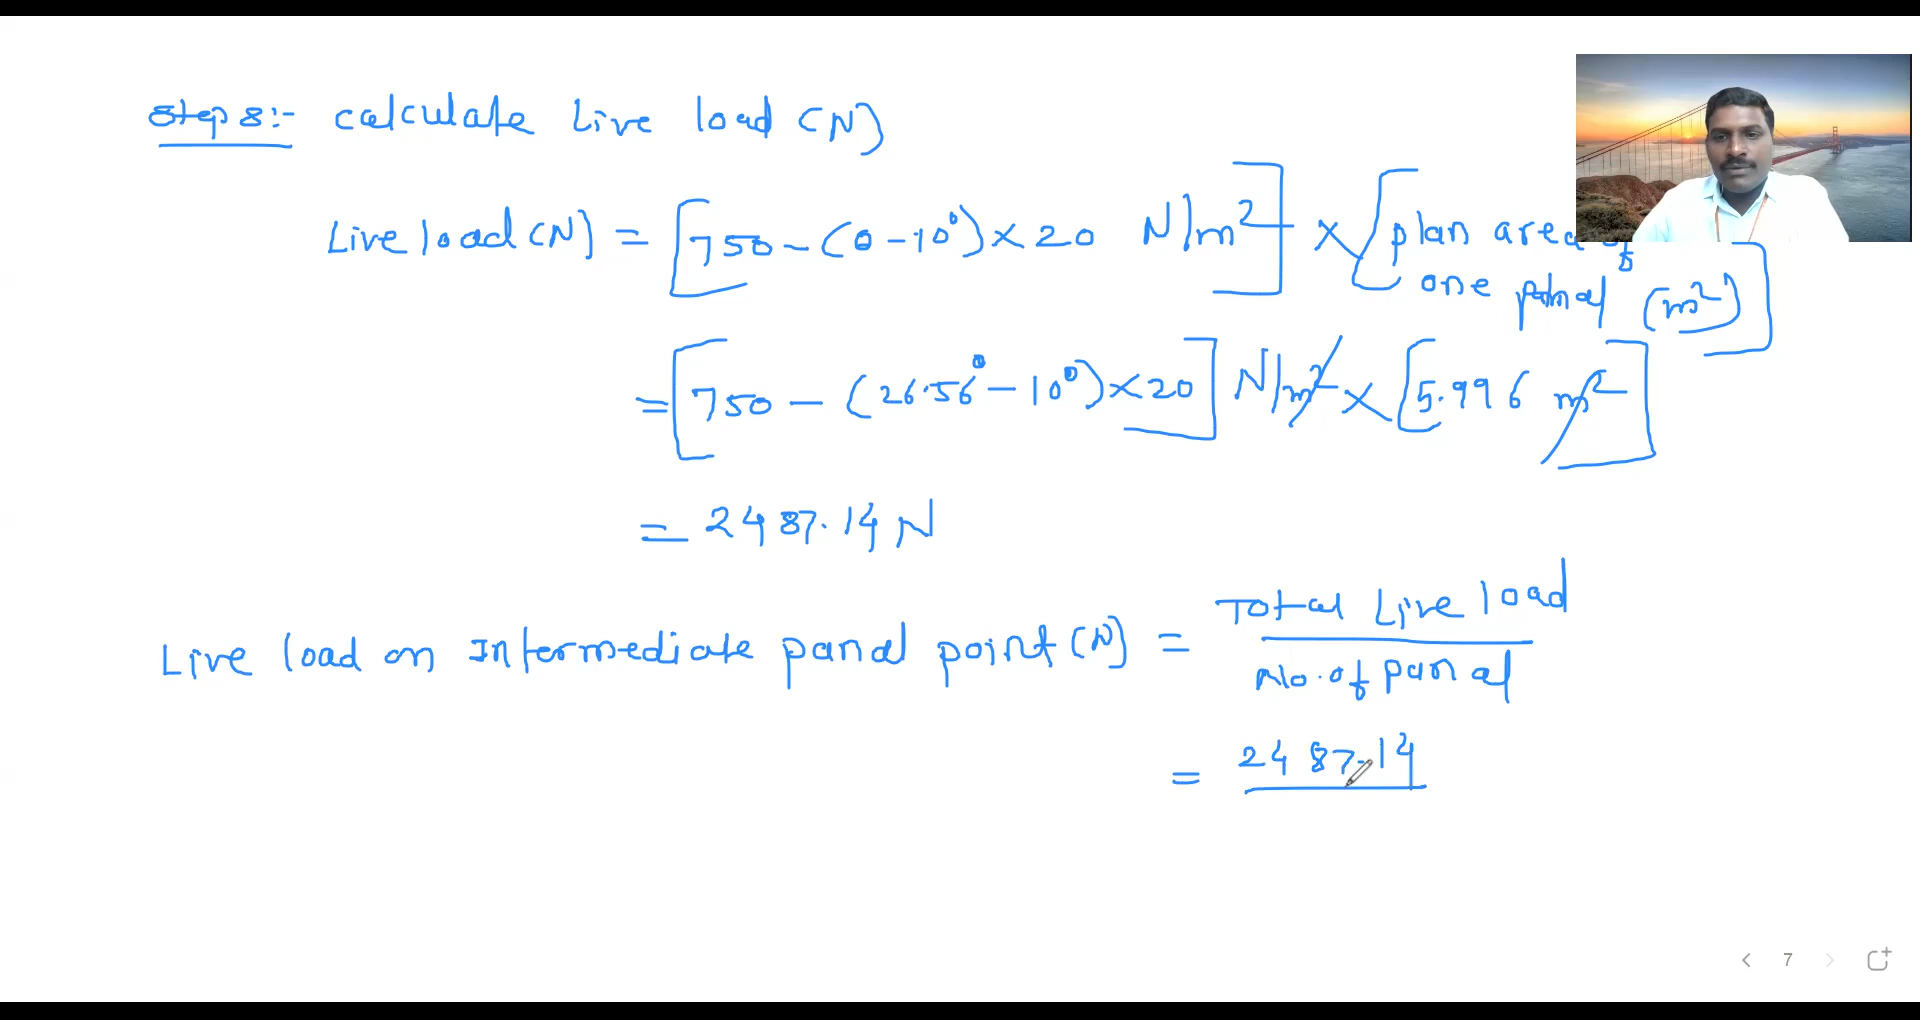 Step 8:- calculate Live load (N)
Live load (N) = [750 - (θ - 10°) × 20 N/m²] × [plan area of
one panel (m²)]
= [750 - (26.56° - 10°) × 20] N/m² × [5.996 m²]
= 2487.14 N
Live load on Intermediate panel point (N) = Total Live load
No. of panel
= 2487.14
7